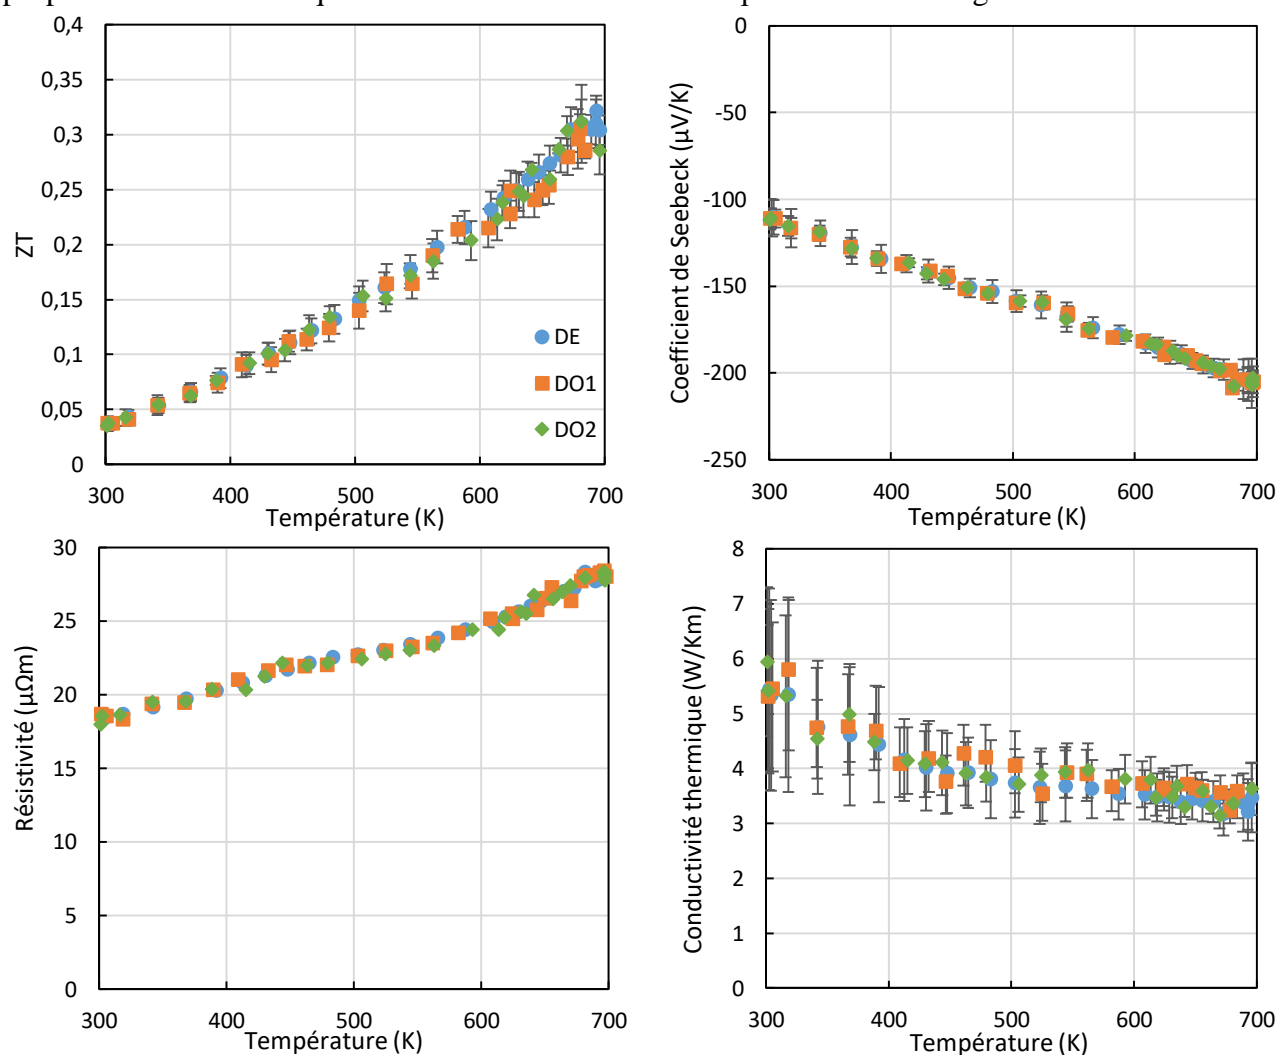 0,4
0,35
0,3
0,25
0,2
0,15
0,1
0,05
0
ZT
DE
DO1
DO2
300 400 500 600 700
Température (K)
0
-50
-100
-150
-200
-250
Coefficient de Seebeck (µV/K)
300 400 500 600 700
Température (K)
30
25
20
15
10
5
0
Résistivité (µΩm)
300 400 500 600 700
Température (K)
8
7
6
5
4
3
2
1
0
Conductivité thermique (W/Km)
300 400 500 600 700
Température (K)